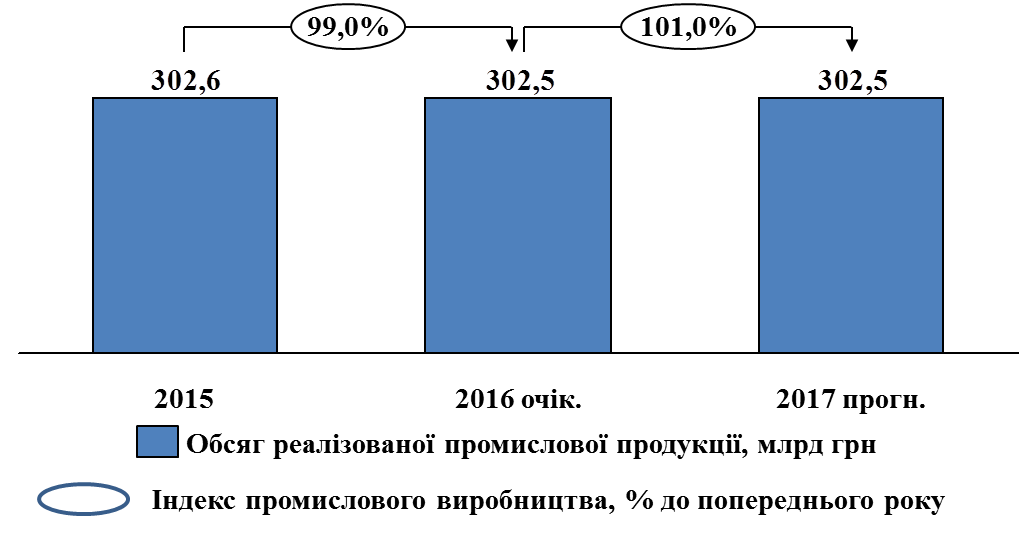 99,0%
101,0%
302,6
302,5
302,5
2015
2016 очік.
2017 прогн.
Обсяг реалізованої промислової продукції, млрд грн
Індекс промислового виробництва, % до попереднього року